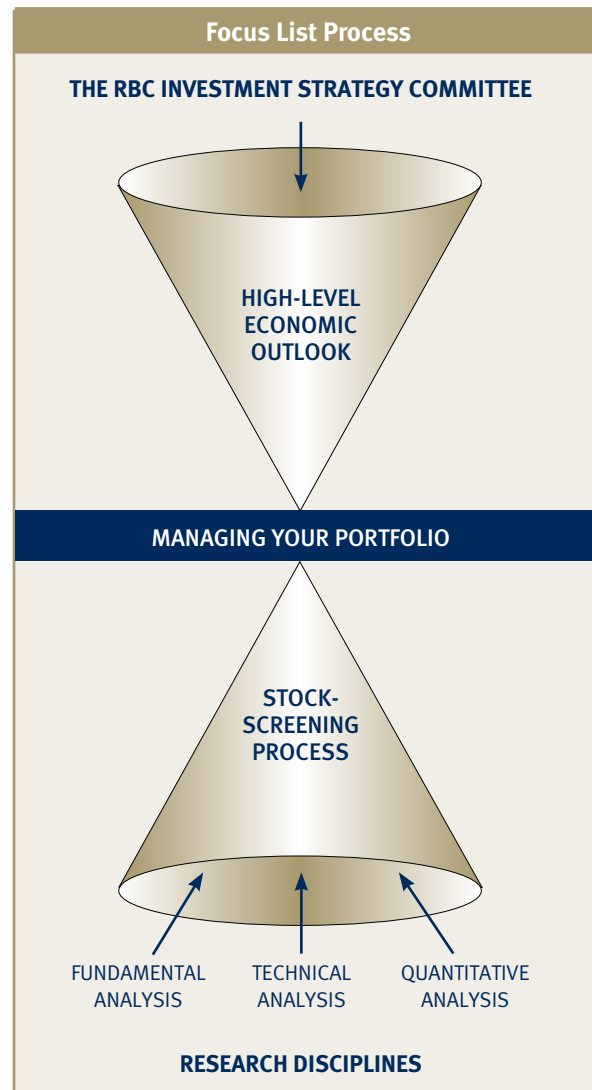 Focus List Process
THE RBC INVESTMENT STRATEGY COMMITTEE
HIGH-LEVEL
ECONOMIC
OUTLOOK
MANAGING YOUR PORTFOLIO
STOCK-
SCREENING
PROCESS
FUNDAMENTAL
ANALYSIS
TECHNICAL
ANALYSIS
QUANTITATIVE
ANALYSIS
RESEARCH DISCIPLINES